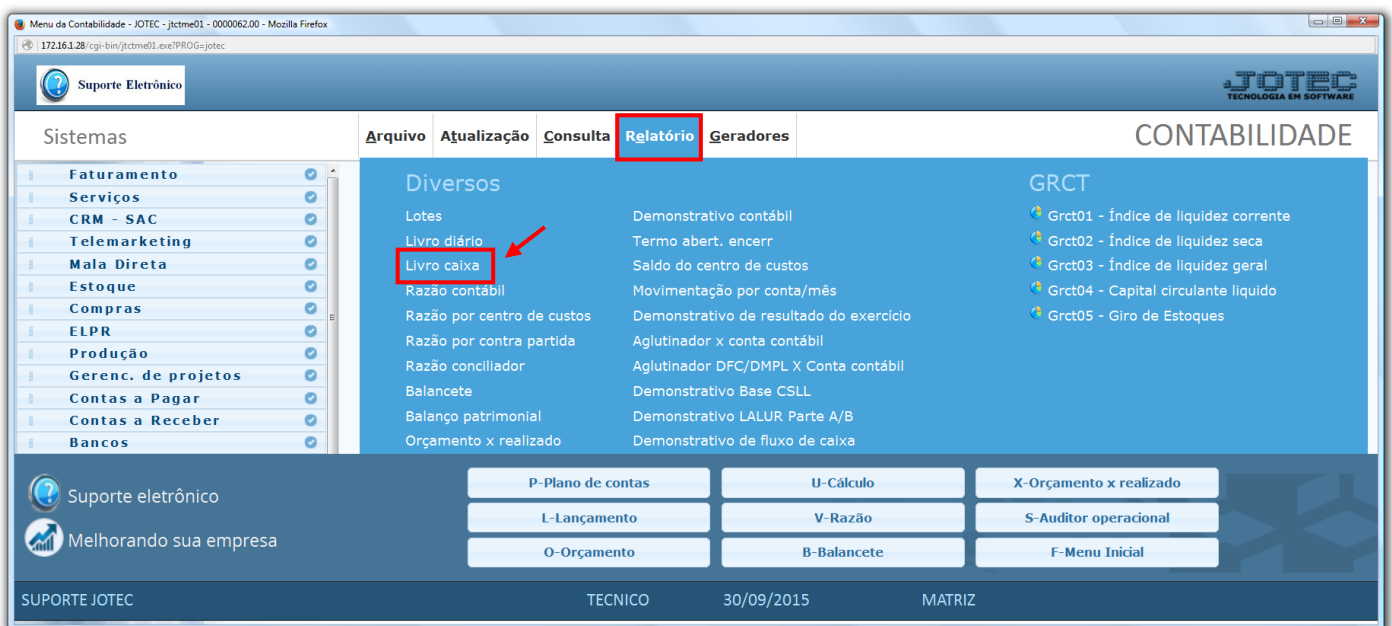 Menu da Contabilidade - JOTEC - jtctme01 - 0000062.00 - Mozilla Firefox
172.16.1.28/cgi-bin/jtctme01.exe?PROG=jotec
Suporte Eletrônico
JOTEC
TECNOLOGIA EM SOFTWARE
Sistemas
Arquivo Atualização Consulta Relatório Geradores
CONTABILIDADE
Faturamento
Serviços
CRM - SAC
Telemarketing
Mala Direta
Estoque
Compras
ELPR
Produção
Gerenc. de projetos
Contas a Pagar
Contas a Receber
Bancos
Diversos
Lotes
Livro diário
Livro caixa
Razão contábil
Razão por centro de custos
Razão por contra partida
Razão conciliador
Balancete
Balanço patrimonial
Orçamento x realizado
Demonstrativo contábil
Termo abert. encerr
Saldo do centro de custos
Movimentação por conta/mês
Demonstrativo de resultado do exercício
Aglutinador x conta contábil
Aglutinador DFC/DMPL X Conta contábil
Demonstrativo Base CSLL
Demonstrativo LALUR Parte A/B
Demonstrativo de fluxo de caixa
GRCT
Grct01 - Índice de liquidez corrente
Grct02 - Índice de liquidez seca
Grct03 - Índice de liquidez geral
Grct04 - Capital circulante liquido
Grct05 - Giro de Estoques
Suporte eletrônico
Melhorando sua empresa
P-Plano de contas U-Cálculo X-Orçamento x realizado
L-Lançamento V-Razão S-Auditor operacional
O-Orçamento B-Balancete F-Menu Inicial
SUPORTE JOTEC TECNICO 30/09/2015 MATRIZ